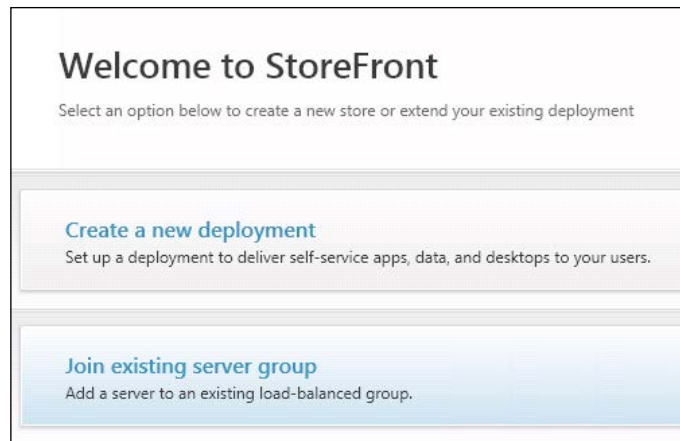 Welcome to StoreFront
Select an option below to create a new store or extend your existing deployment
Create a new deployment
Set up a deployment to deliver self-service apps, data, and desktops to your users.
Join existing server group
Add a server to an existing load-balanced group.